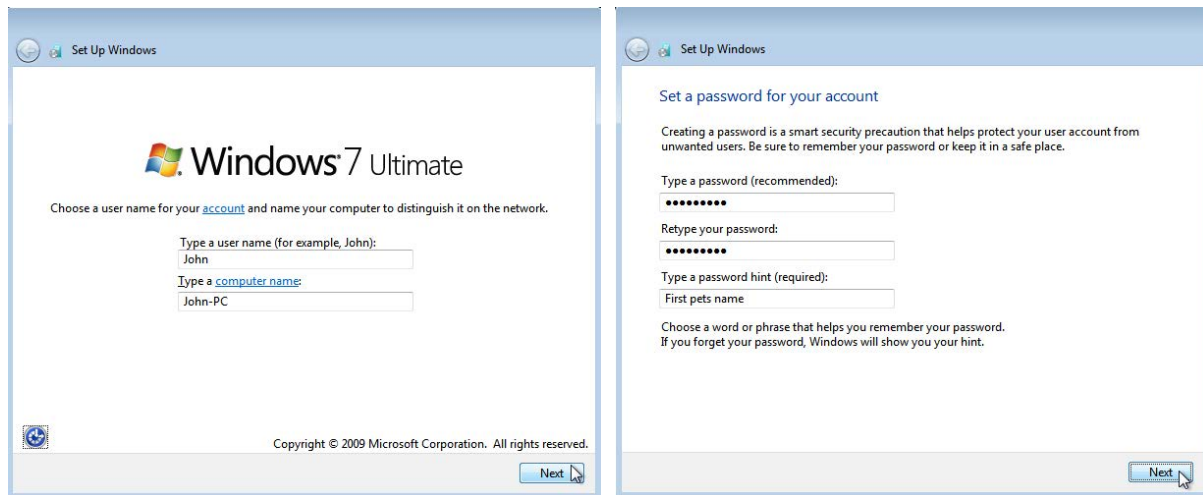 Set Up Windows
Windows 7 Ultimate
Choose a user name for your account and name your computer to distinguish it on the network.
Type a user name (for example, John):
John
Type a computer name:
John-PC
Copyright © 2009 Microsoft Corporation. All rights reserved.
Next
Set Up Windows
Set a password for your account
Creating a password is a smart security precaution that helps protect your user account from
unwanted users. Be sure to remember your password or keep it in a safe place.
Type a password (recommended):
●●●●●●●●●
Retype your password:
●●●●●●●●●
Type a password hint (required):
First pets name
Choose a word or phrase that helps you remember your password.
If you forget your password, Windows will show you your hint.
Next